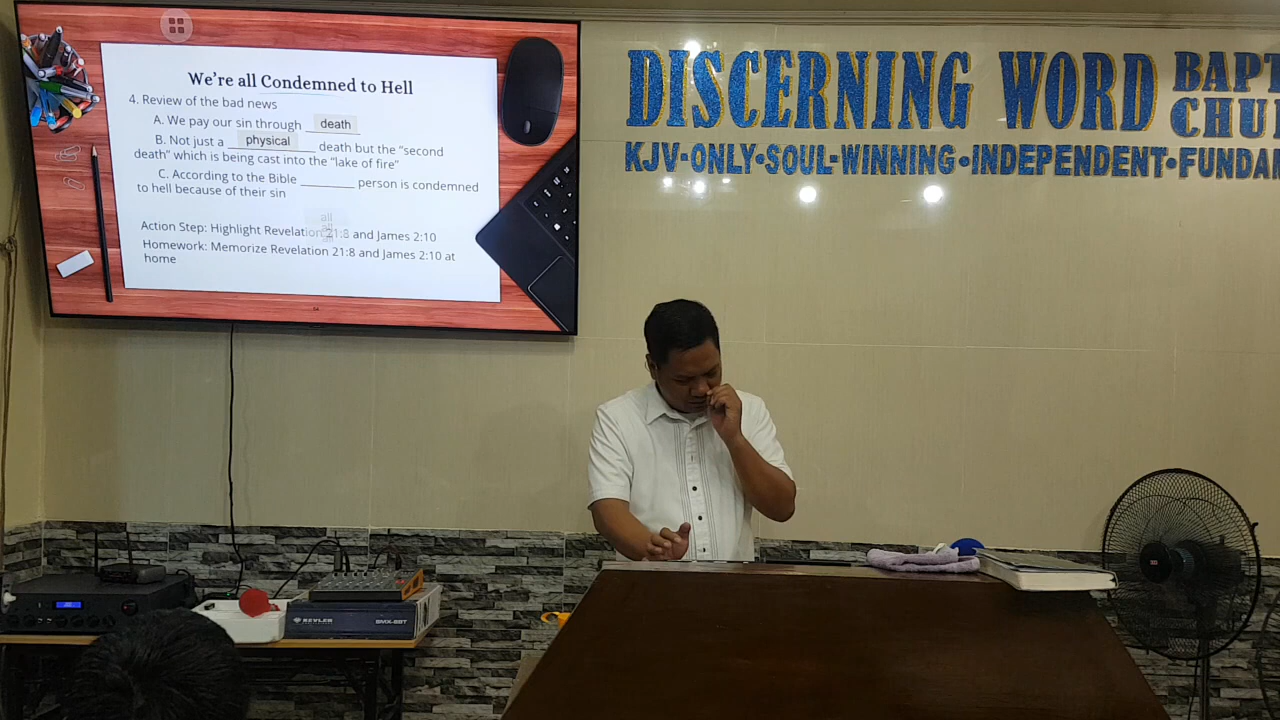 We're all Condemned to Hell
4. Review of the bad news
A. We pay our sin through death
B. Not just a physical death but the "second
death" which is being cast into the "lake of fire"
C. According to the Bible _________ person is condemned
to hell because of their sin
all
Action Step: Highlight Revelation 21:8 and James 2:10
Homework: Memorize Revelation 21:8 and James 2:10 at
home
DISCERNING WORD BAPT
CHU
KJV-ONLY•SOUL-WINNING•INDEPENDENT•FUNDAM
KEVLER
GMX-6BT